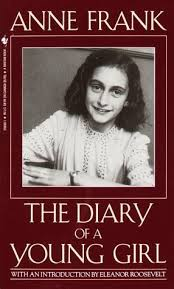 ANNE FRANK
THE DIARY
OF A
YOUNG GIRL
WITH AN INTRODUCTION BY ELEANOR ROOSEVELT